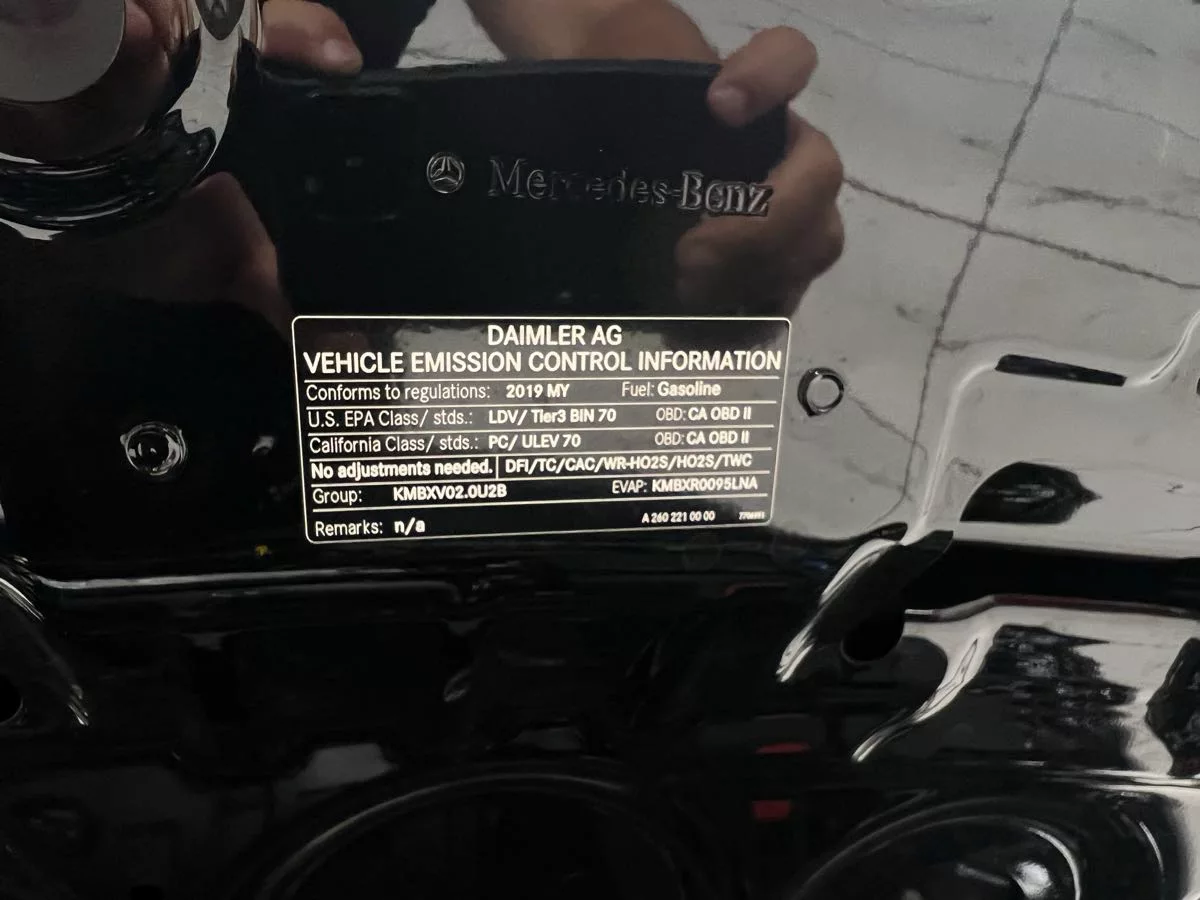 Mercedes-Benz
DAIMLER AG
VEHICLE EMISSION CONTROL INFORMATION
Conforms to regulations: 2019 MY Fuel: Gasoline
U.S. EPA Class/ stds.: LDV/ Tier3 BIN 70 OBD: CA OBD II
California Class/ stds.: PC/ ULEV 70 OBD: CA OBD II
No adjustments needed. DFI/TC/CAC/WR-HO2S/HO2S/TWC
Group: KMBXV02.0U2B EVAP: KMBXR0095LNA
Remarks: n/a A 260 221 00 00